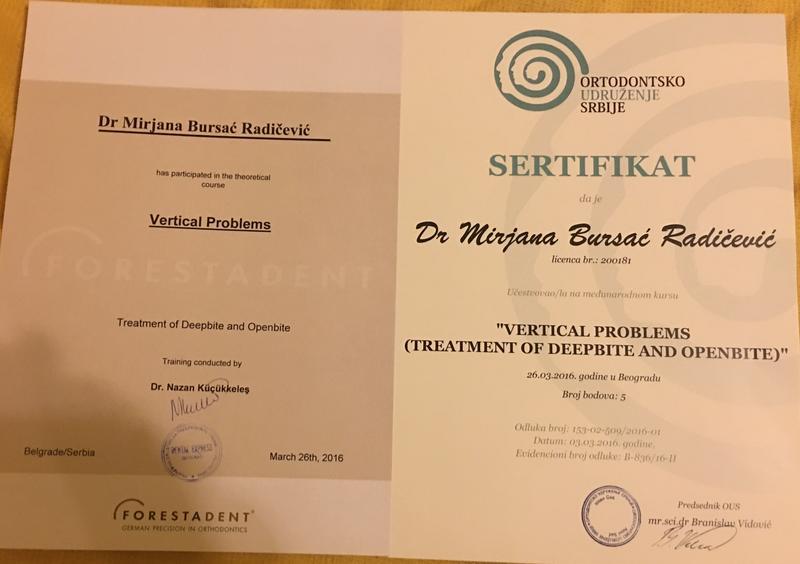 Dr Mirjana Bursać Radičević
has participated in the theoretical
course
Vertical Problems
FORESTADENT
Treatment of Deepbite and Openbite
Training conducted by
Dr. Nazan Küçükkeleş
Belgrade/Serbia
March 26th, 2016
FORESTADENT®
GERMAN PRECISION IN ORTHODONTICS
ORTODONTSKO
UDRUŽENJE
SRBIJE
SERTIFIKAT
da je
Dr Mirjana Bursać Radičević
licenca br.: 200181
Učestvovao/la na međunarodnom kursu
"VERTICAL PROBLEMS
(TREATMENT OF DEEPBITE AND OPENBITE)"
26.03.2016. godine u Beogradu
Broj bodova: 5
Odluka broj: 153-02-509/2016-01
Datum: 03.03.2016. godine.
Evidencioni broj odluke: B-836/16-II
Predsednik OUS
mr.sci.dr Branislav Vidović